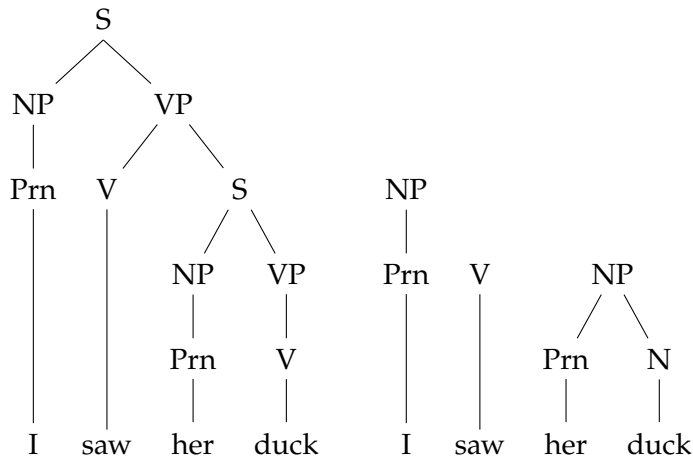 S
NP VP
Prn V S NP
NP VP Prn V NP
Prn V Prn N
I saw her duck I saw her duck